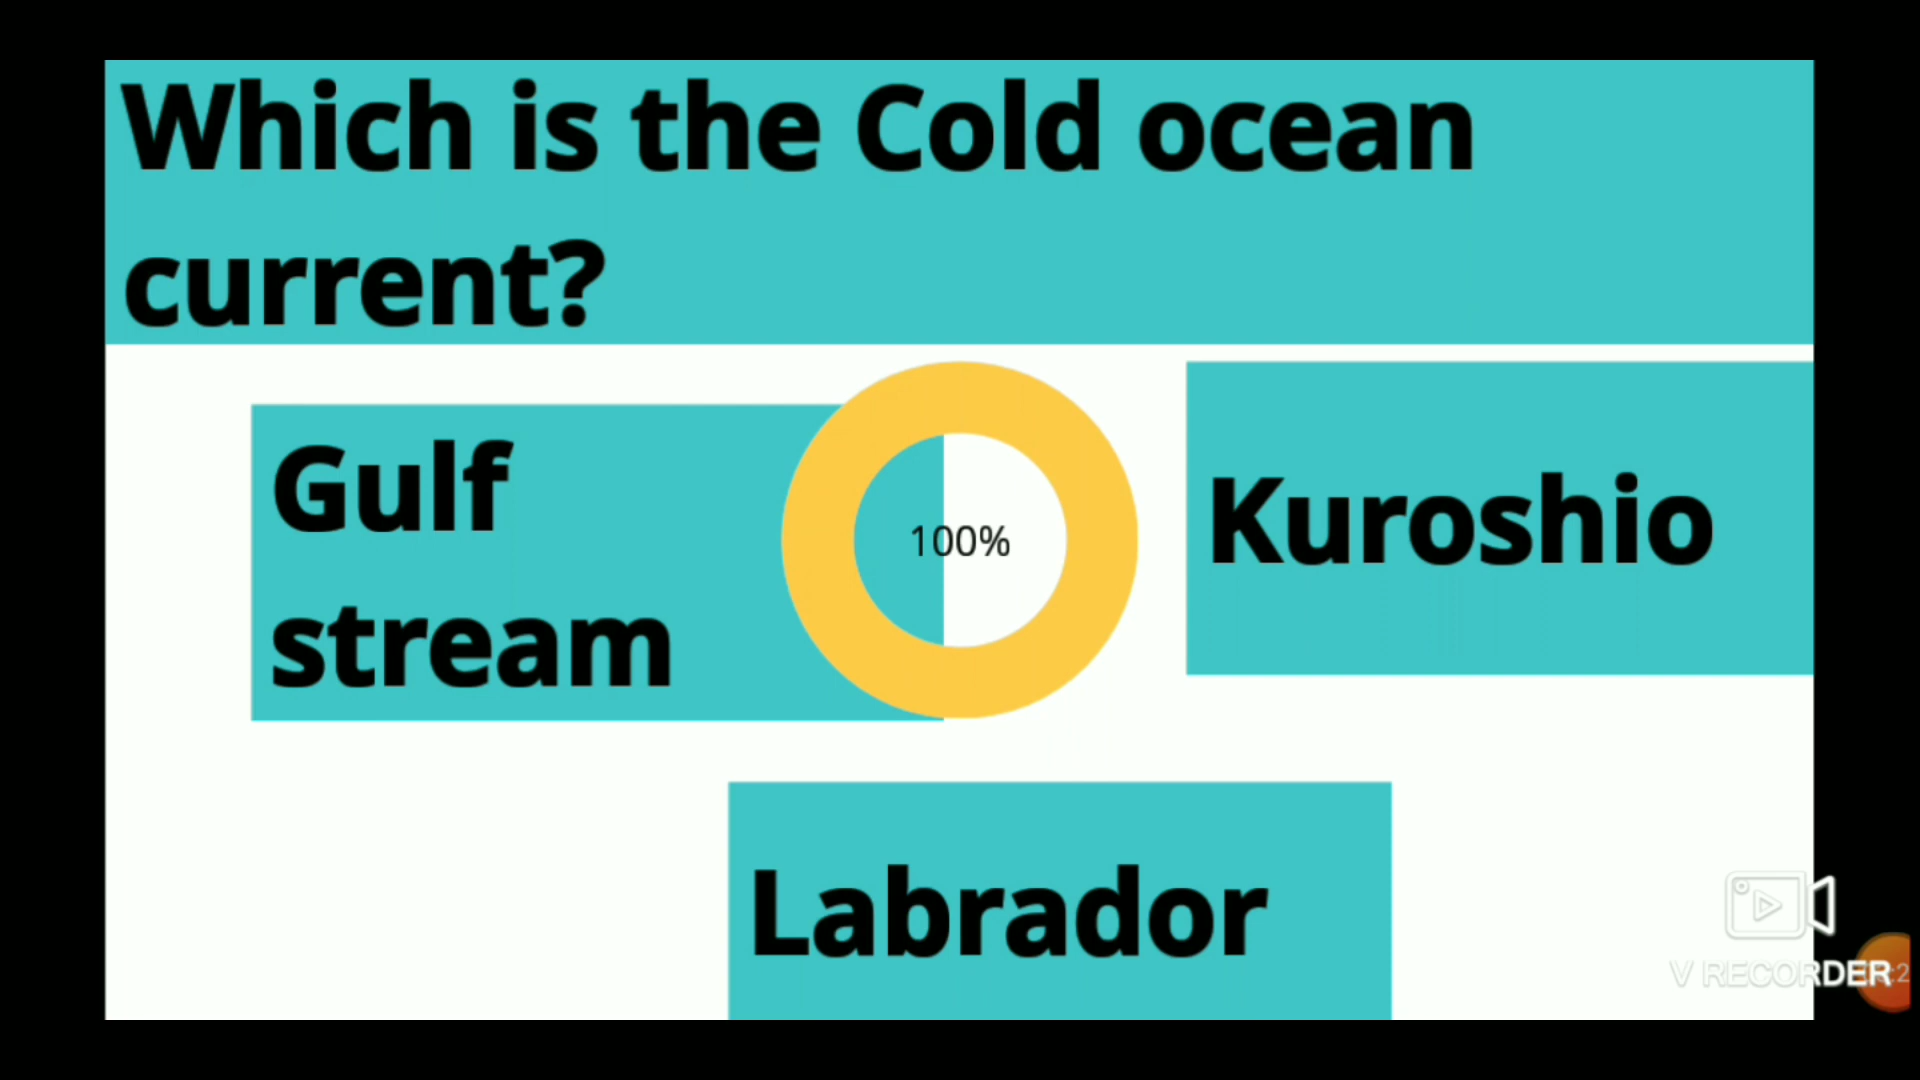 Which is the Cold ocean
current?
Gulf
stream
100%
Kuroshio
Labrador
V RECORDER